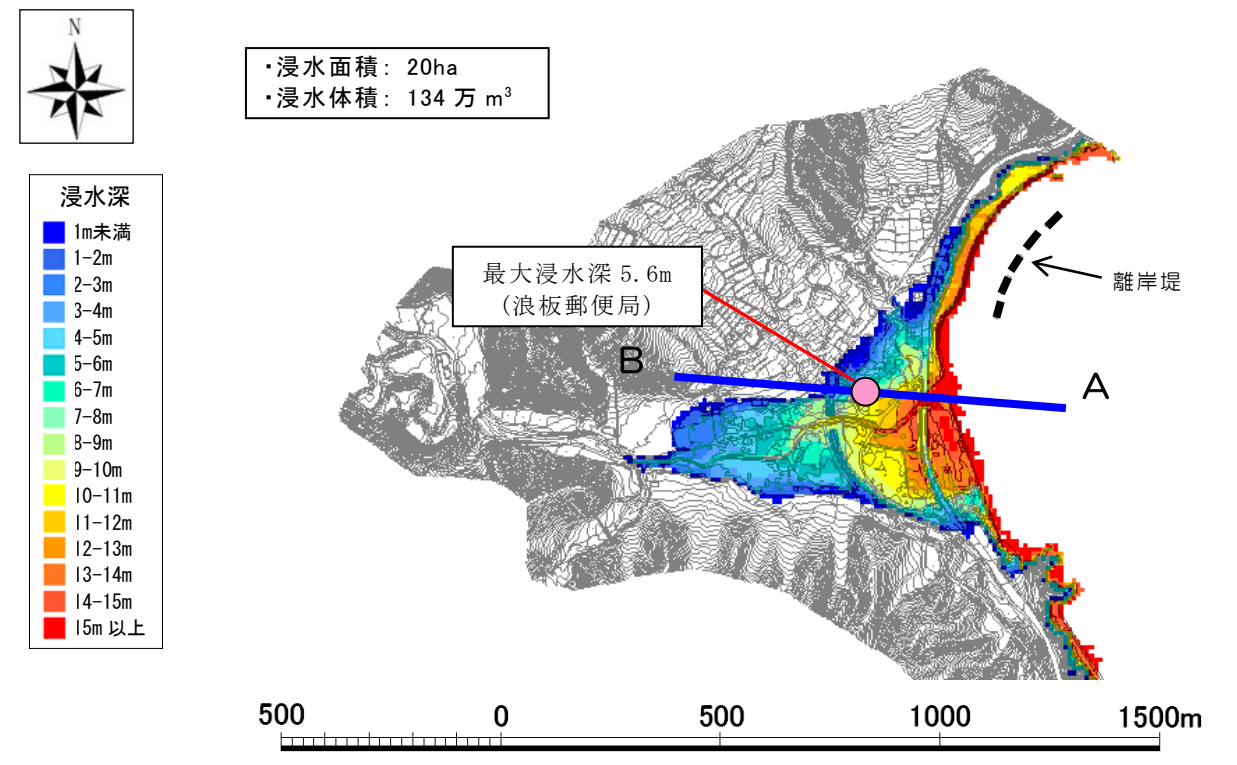 N
・浸水面積： 20ha
・浸水体積： 134 万 m³
浸水深
1m未満
1-2m
2-3m
3-4m
4-5m
5-6m
6-7m
7-8m
8-9m
9-10m
10-11m
11-12m
12-13m
13-14m
14-15m
15m 以上
最大浸水深 5.6m
(浪板郵便局)
離岸堤
B
A
500 0 500 1000 1500m